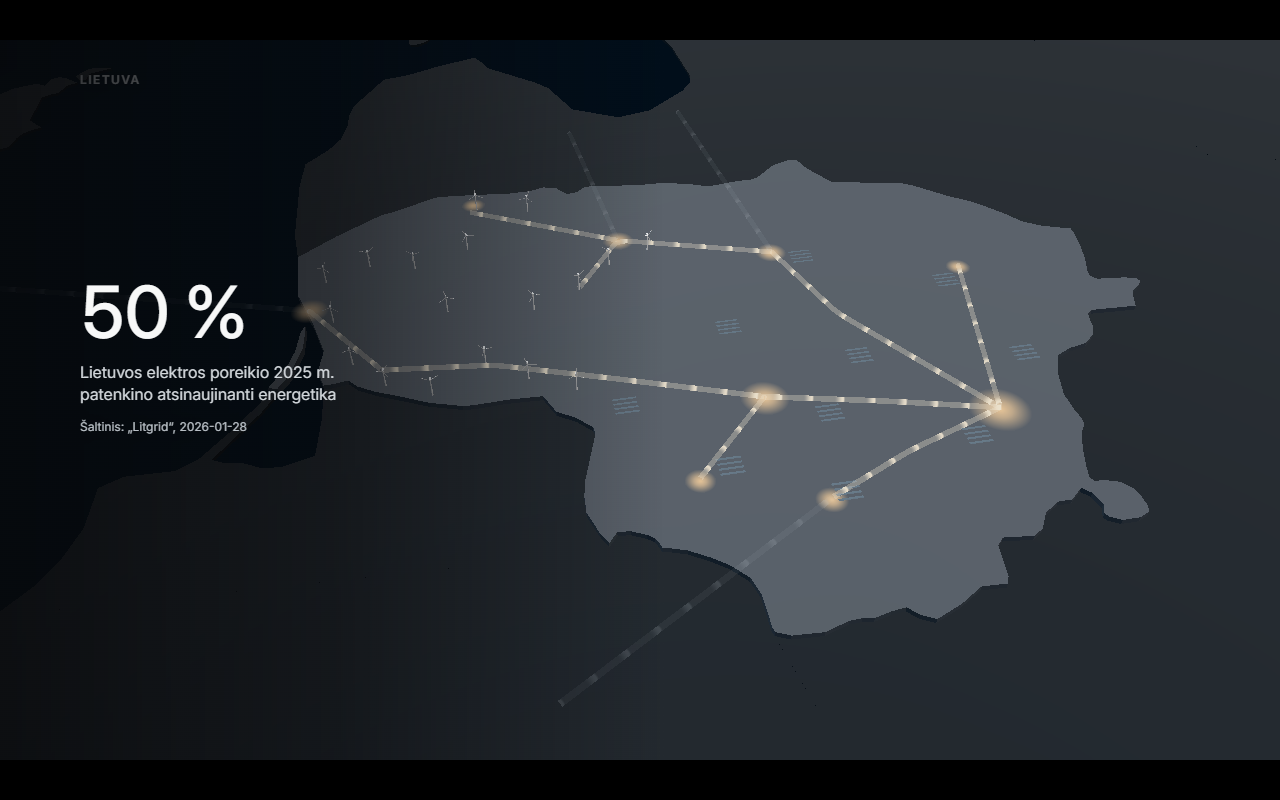 LIETUVA
50 %
Lietuvos elektros poreikio 2025 m.
patenkino atsinaujinanti energetika
Šaltinis: „Litgrid“, 2026-01-28